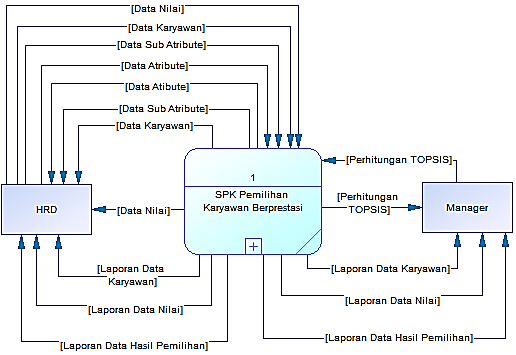 [Data Nilai]
[Data Karyawan]
[Data Sub Atribute]
[Data Atribute]
[Data Atibute]
[Data Sub Atribute]
[Data Karyawan]
1
SPK Pemilihan
Karyawan Berprestasi
HRD
[Data Nilai]
[Perhitungan TOPSIS]
[Perhitungan
TOPSIS]
Manager
[Laporan Data
Karyawan]
[Laporan Data Nilai]
[Laporan Data Hasil Pemilihan]
[Laporan Data Karyawan]
[Laporan Data Nilai]
[Laporan Data Hasil Pemilihan]